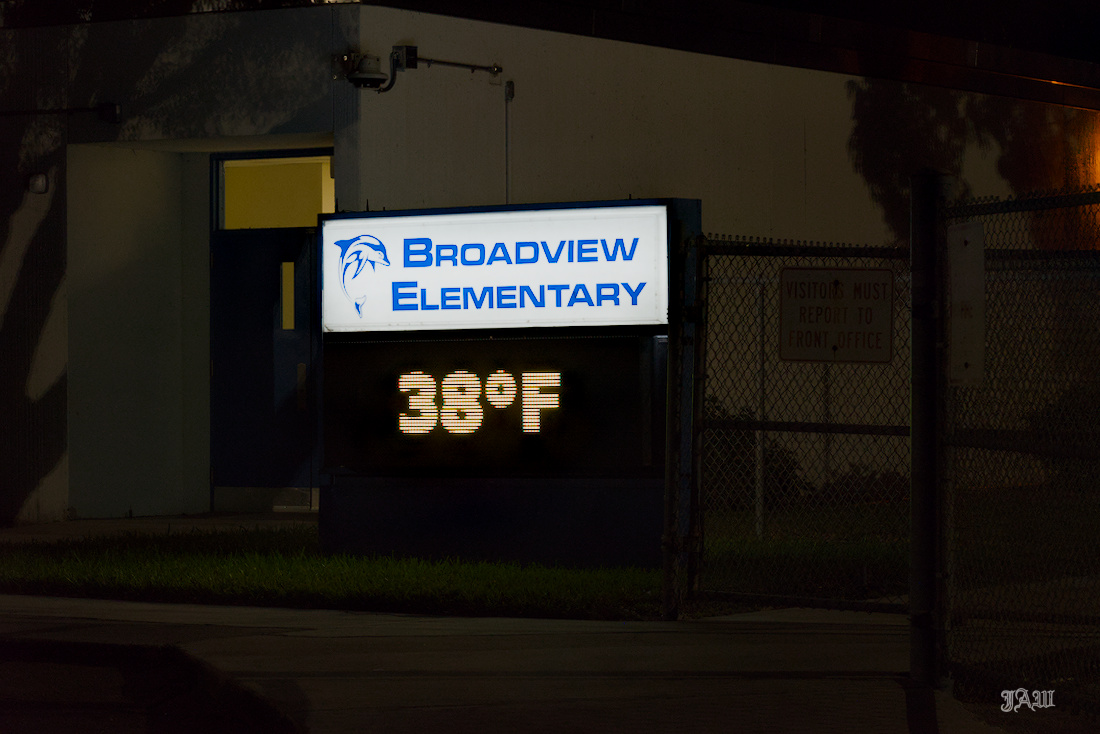 BROADVIEW
ELEMENTARY
38°F
VISITORS MUST
REPORT TO
FRONT OFFICE
JAW